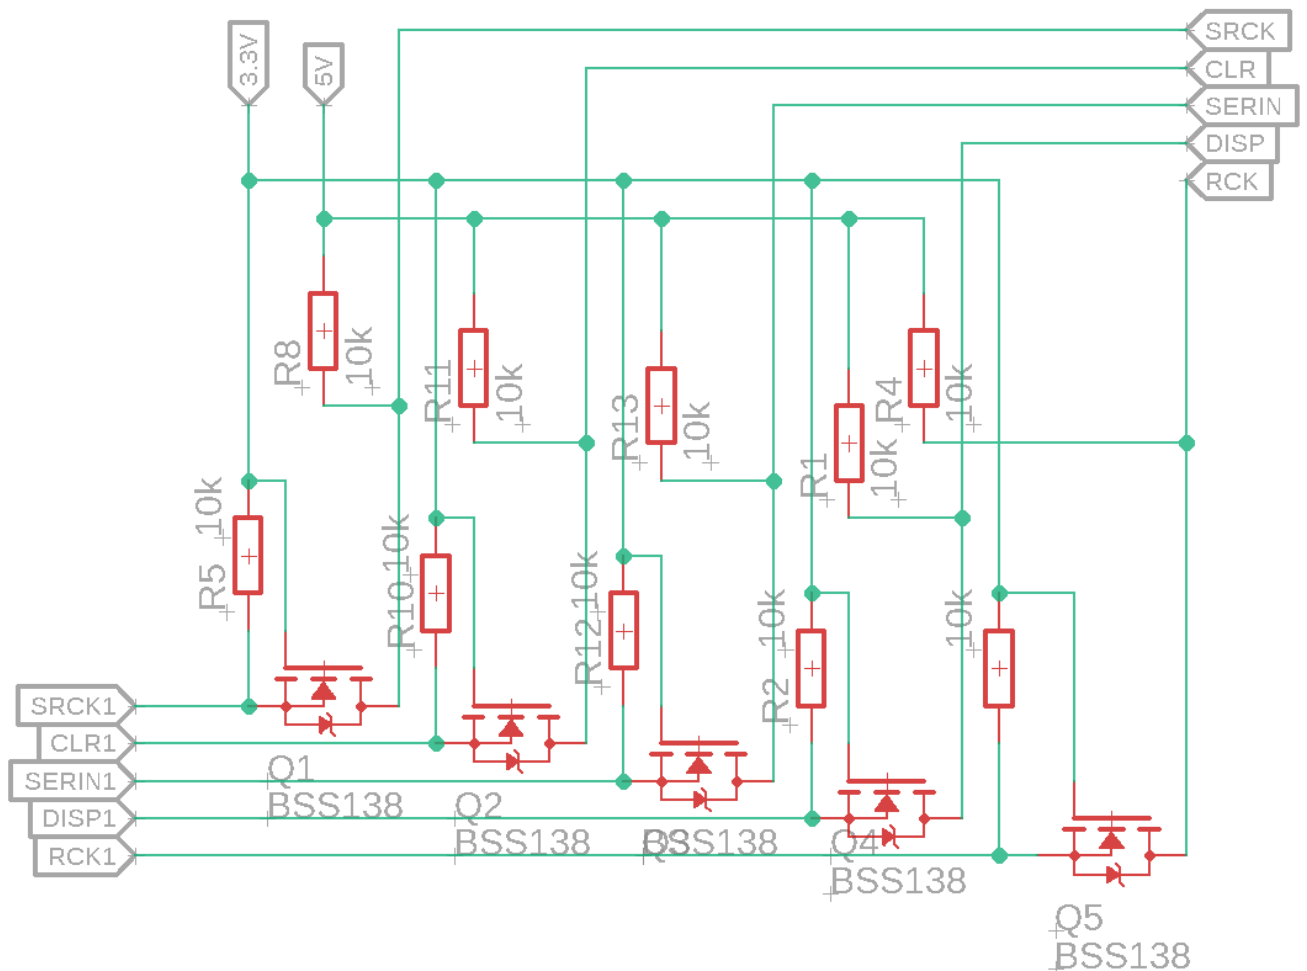 SRCK
CLR
SERIN
DISP
RCK
3.3V
5V
R8
10k
R11
10k
R13
10k
R1
10k
R4
10k
R5
10k
R10
10k
R12
10k
R2
10k
10k
SRCK1
CLR1
SERIN1
DISP1
RCK1
Q1
BSS138
Q2
BSS138
Q3
BSS138
Q4
BSS138
Q5
BSS138